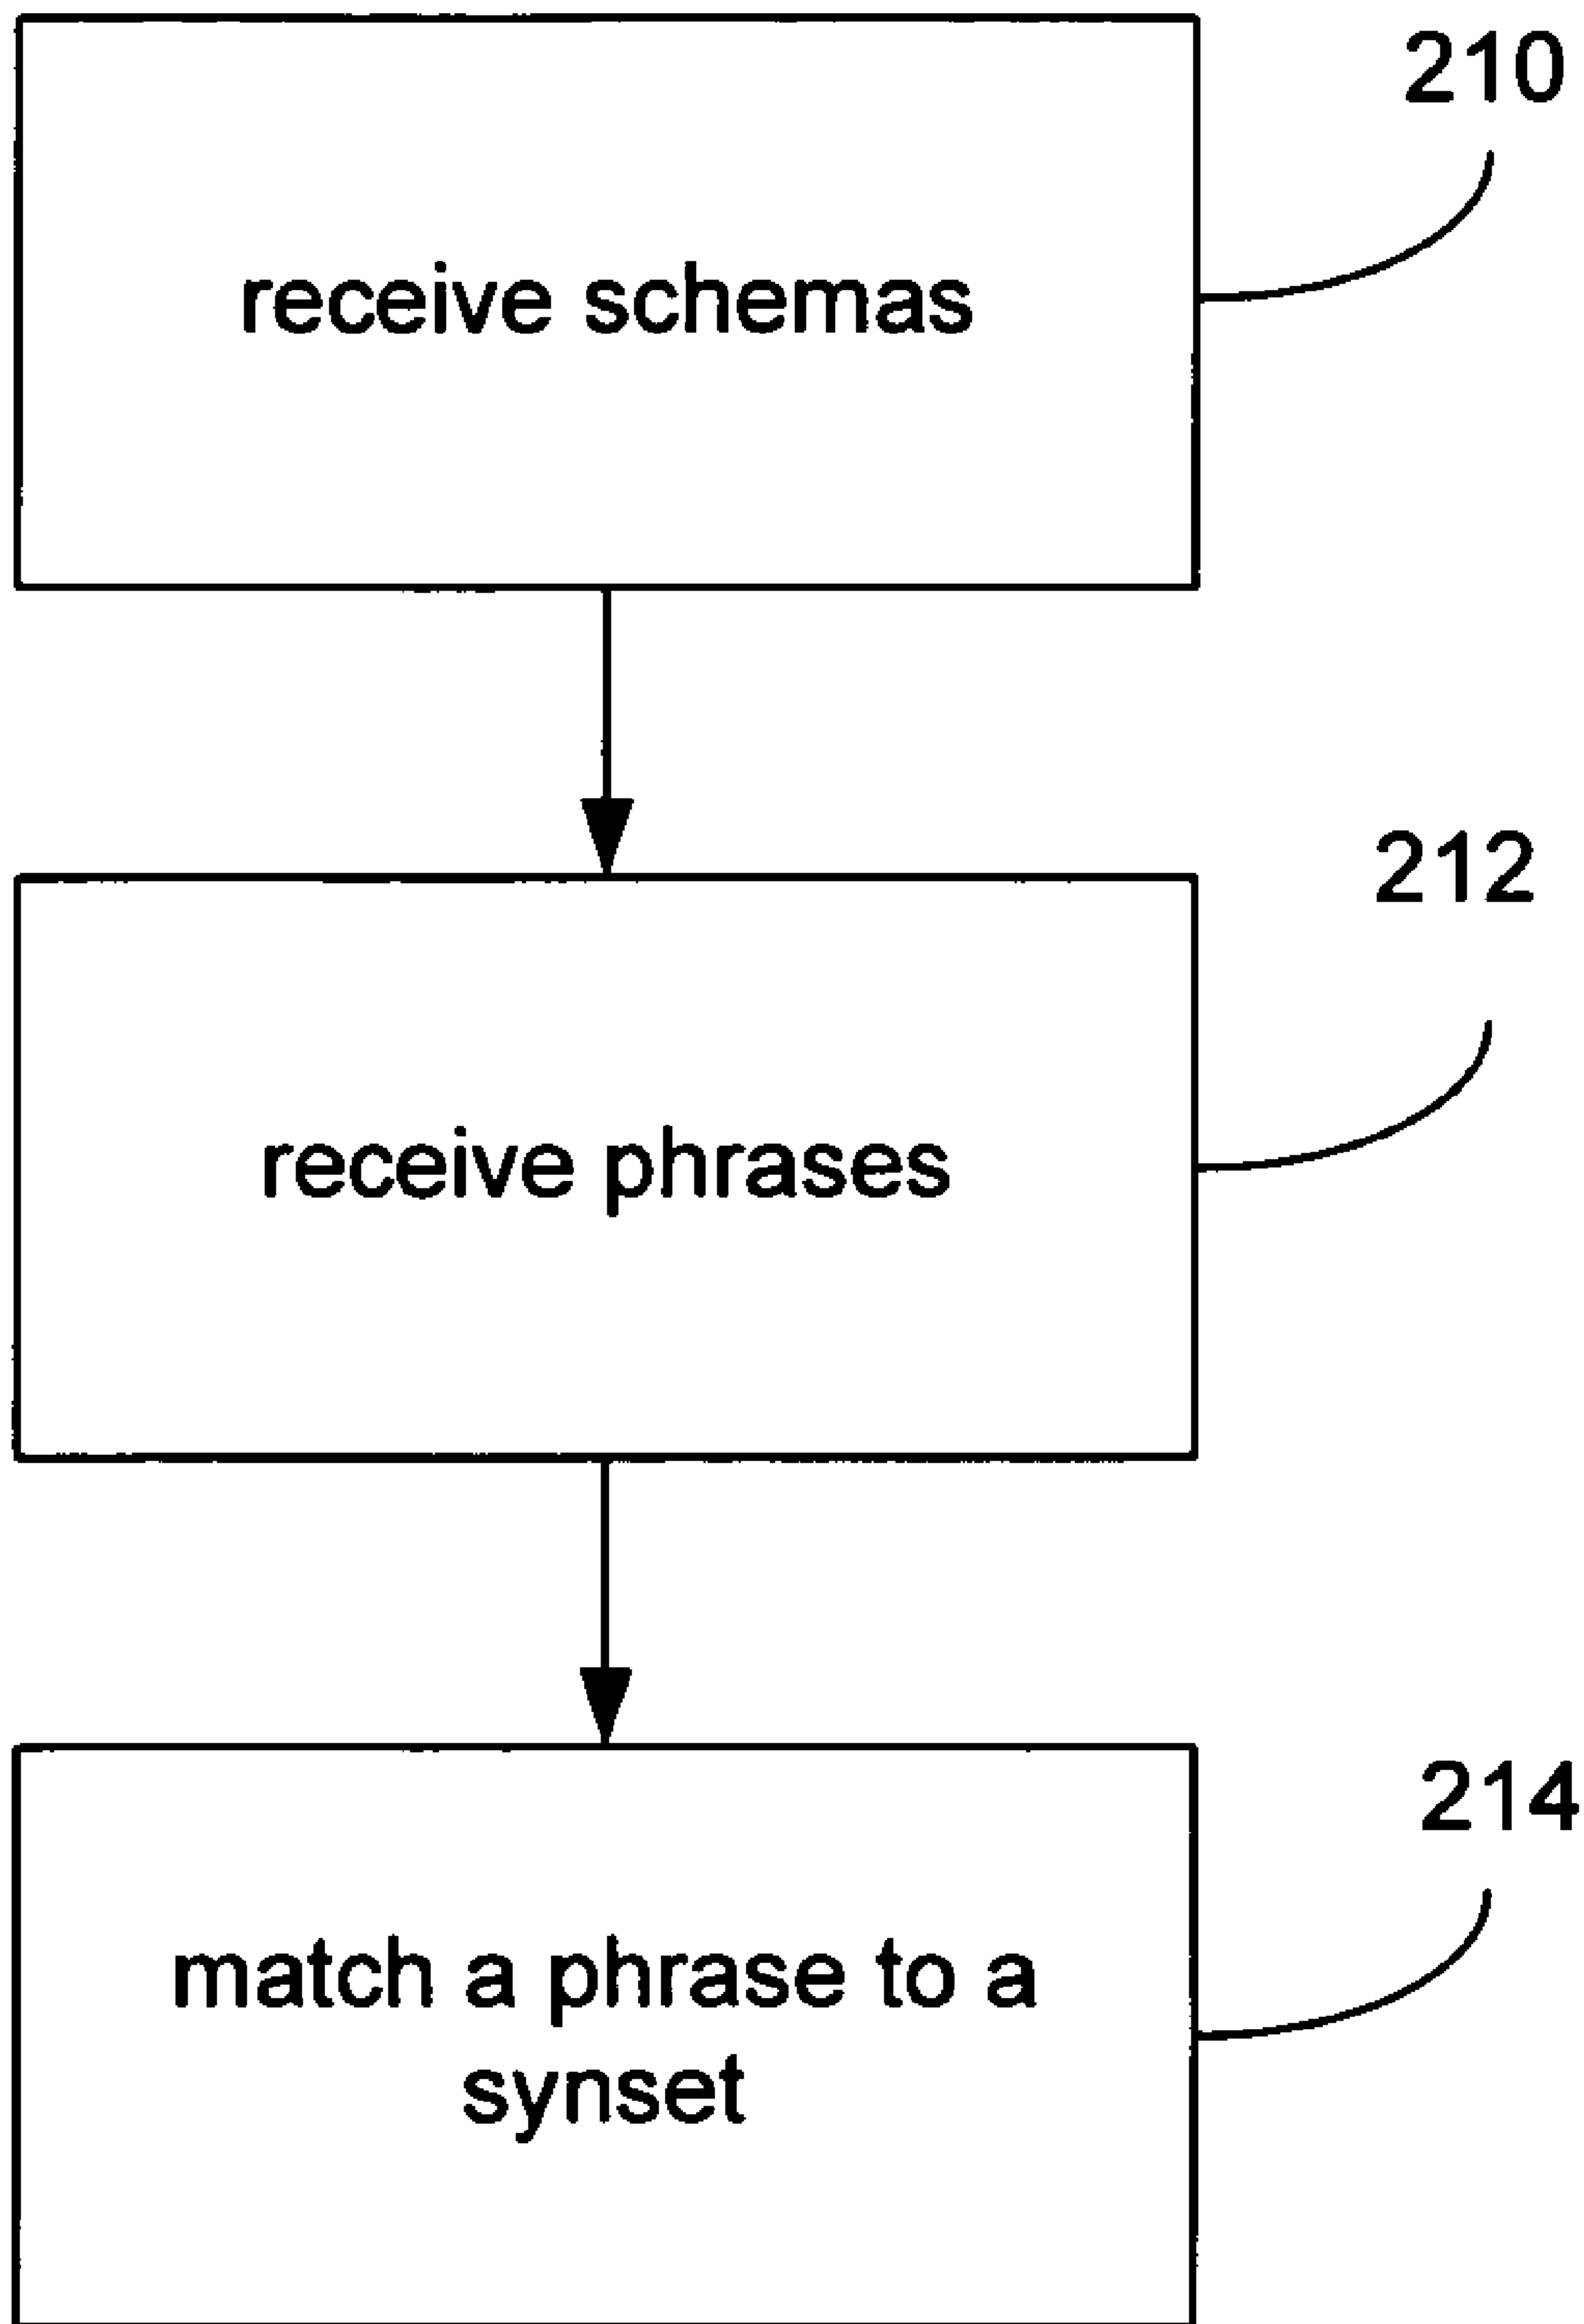 210
receive schemas
212
receive phrases
214
match a phrase to a
synset